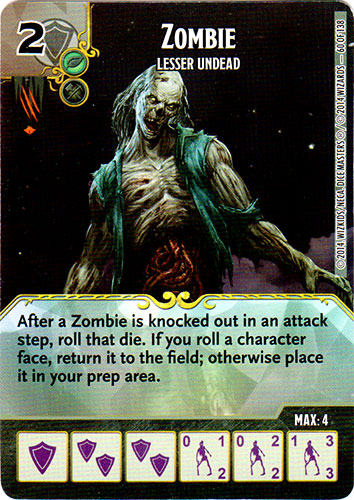 2
ZOMBIE
LESSER UNDEAD
©2014 WIZKIDS/NECA. DICE MASTERS ©/© 2014 WIZARDS — 60 OF 138
After a Zombie is knocked out in an attack
step, roll that die. If you roll a character
face, return it to the field; otherwise place
it in your prep area.
MAX: 4
0 1 2
0 2 2
1 3 3